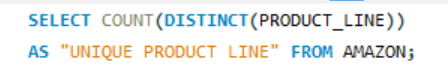 SELECT COUNT(DISTINCT(PRODUCT_LINE))
AS "UNIQUE PRODUCT LINE" FROM AMAZON;